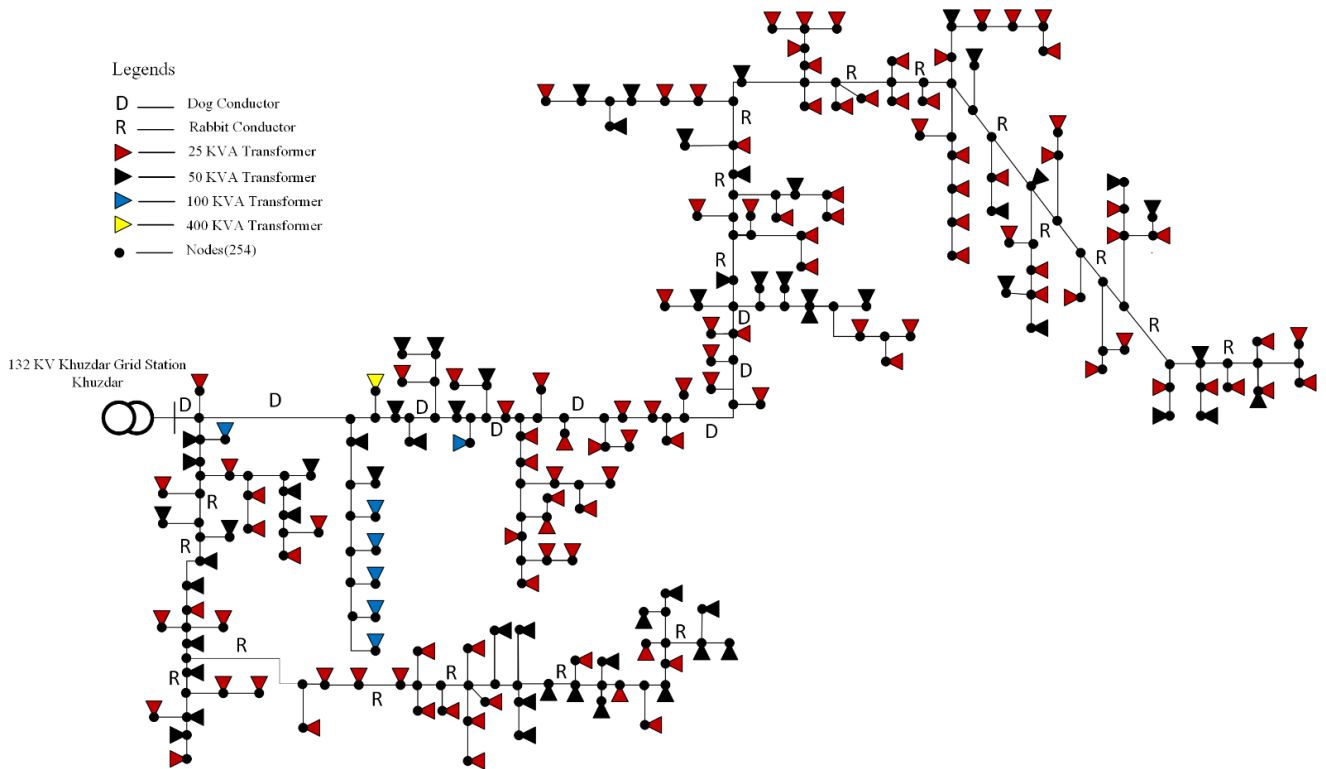 Legends
D Dog Conductor
R Rabbit Conductor
25 KVA Transformer
50 KVA Transformer
100 KVA Transformer
400 KVA Transformer
Nodes(254)
R
R
R
R
R
R
R
R
R
R
R
R
D
D
132 KV Khuzdar Grid Station
Khuzdar
D
D
D
D
D
D
R
R
R
R
R
R
R
R